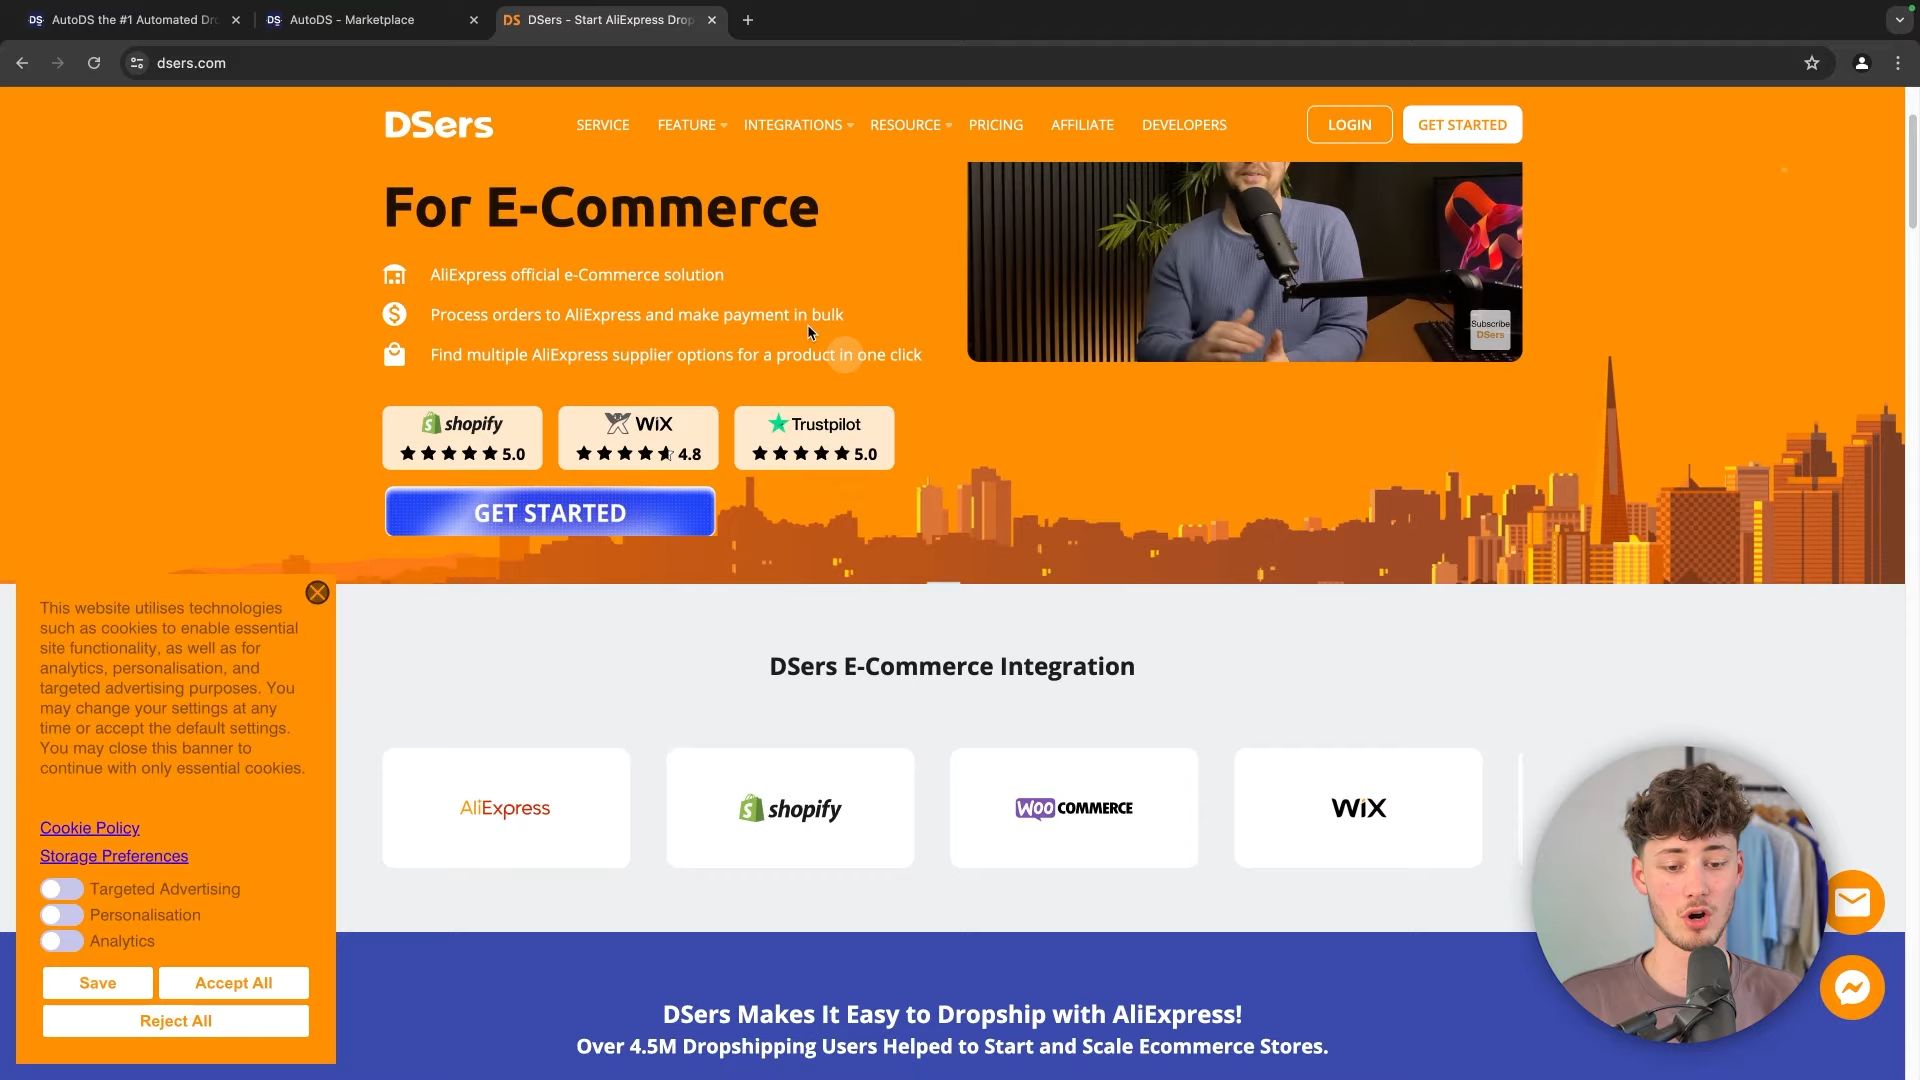 AutoDS the #1 Automated Dro
AutoDS - Marketplace
DSers - Start AliExpress Drop
dsers.com
DSers
SERVICE
FEATURE
INTEGRATIONS
RESOURCE
PRICING
AFFILIATE
DEVELOPERS
LOGIN
GET STARTED
For E-Commerce
AliExpress official e-Commerce solution
Process orders to AliExpress and make payment in bulk
Find multiple AliExpress supplier options for a product in one click
Subscribe
DSers
shopify
5.0
WiX
4.8
Trustpilot
5.0
GET STARTED
This website utilises technologies
such as cookies to enable essential
site functionality, as well as for
analytics, personalisation, and
targeted advertising purposes. You
may change your settings at any
time or accept the default settings.
You may close this banner to
continue with only essential cookies.
Cookie Policy
Storage Preferences
Targeted Advertising
Personalisation
Analytics
Save
Accept All
Reject All
DSers E-Commerce Integration
AliExpress
shopify
WOO COMMERCE
WiX
DSers Makes It Easy to Dropship with AliExpress!
Over 4.5M Dropshipping Users Helped to Start and Scale Ecommerce Stores.